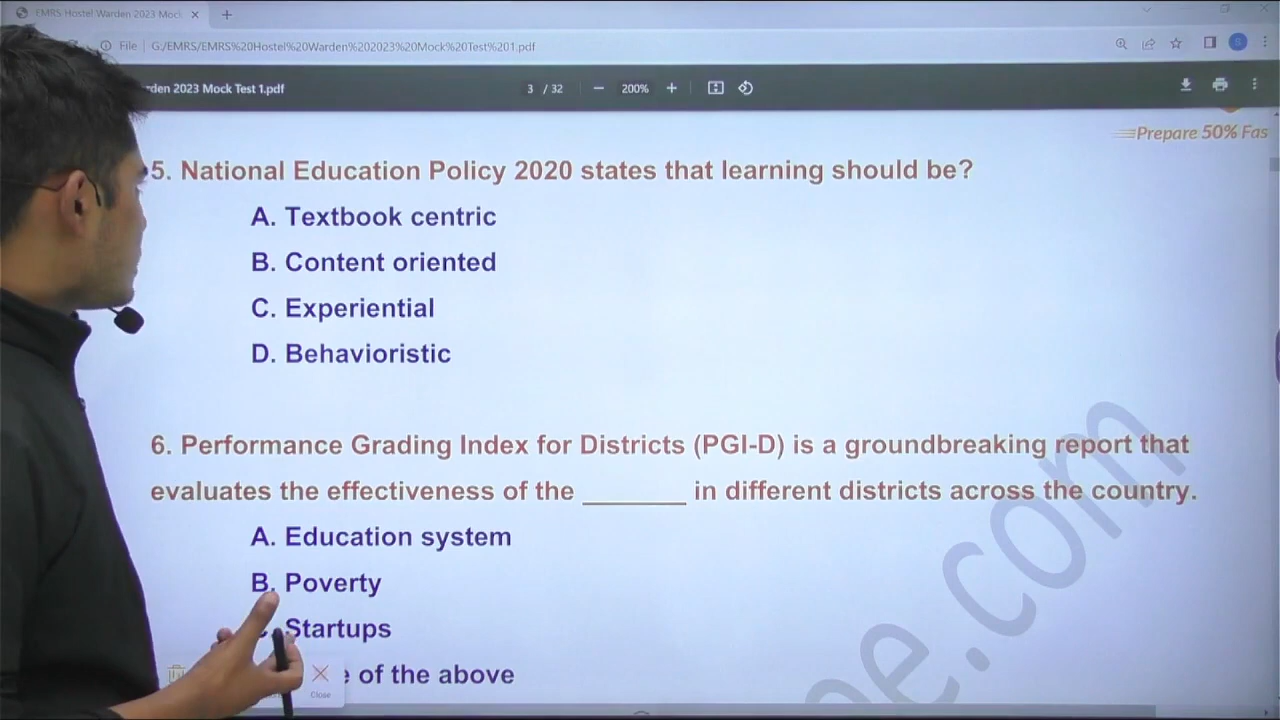 EMRS Hostel Warden 2023 Mock
File G:/EMRS/EMRS%20Hostel%20Warden%202023%20Mock%20Test%201.pdf
S
rden 2023 Mock Test 1.pdf
3 / 32
200%
Prepare 50% Fas
5. National Education Policy 2020 states that learning should be?
A. Textbook centric
B. Content oriented
C. Experiential
D. Behavioristic
6. Performance Grading Index for Districts (PGI-D) is a groundbreaking report that
evaluates the effectiveness of the _______ in different districts across the country.
A. Education system
B. Poverty
Startups
e of the above
Close
e.com